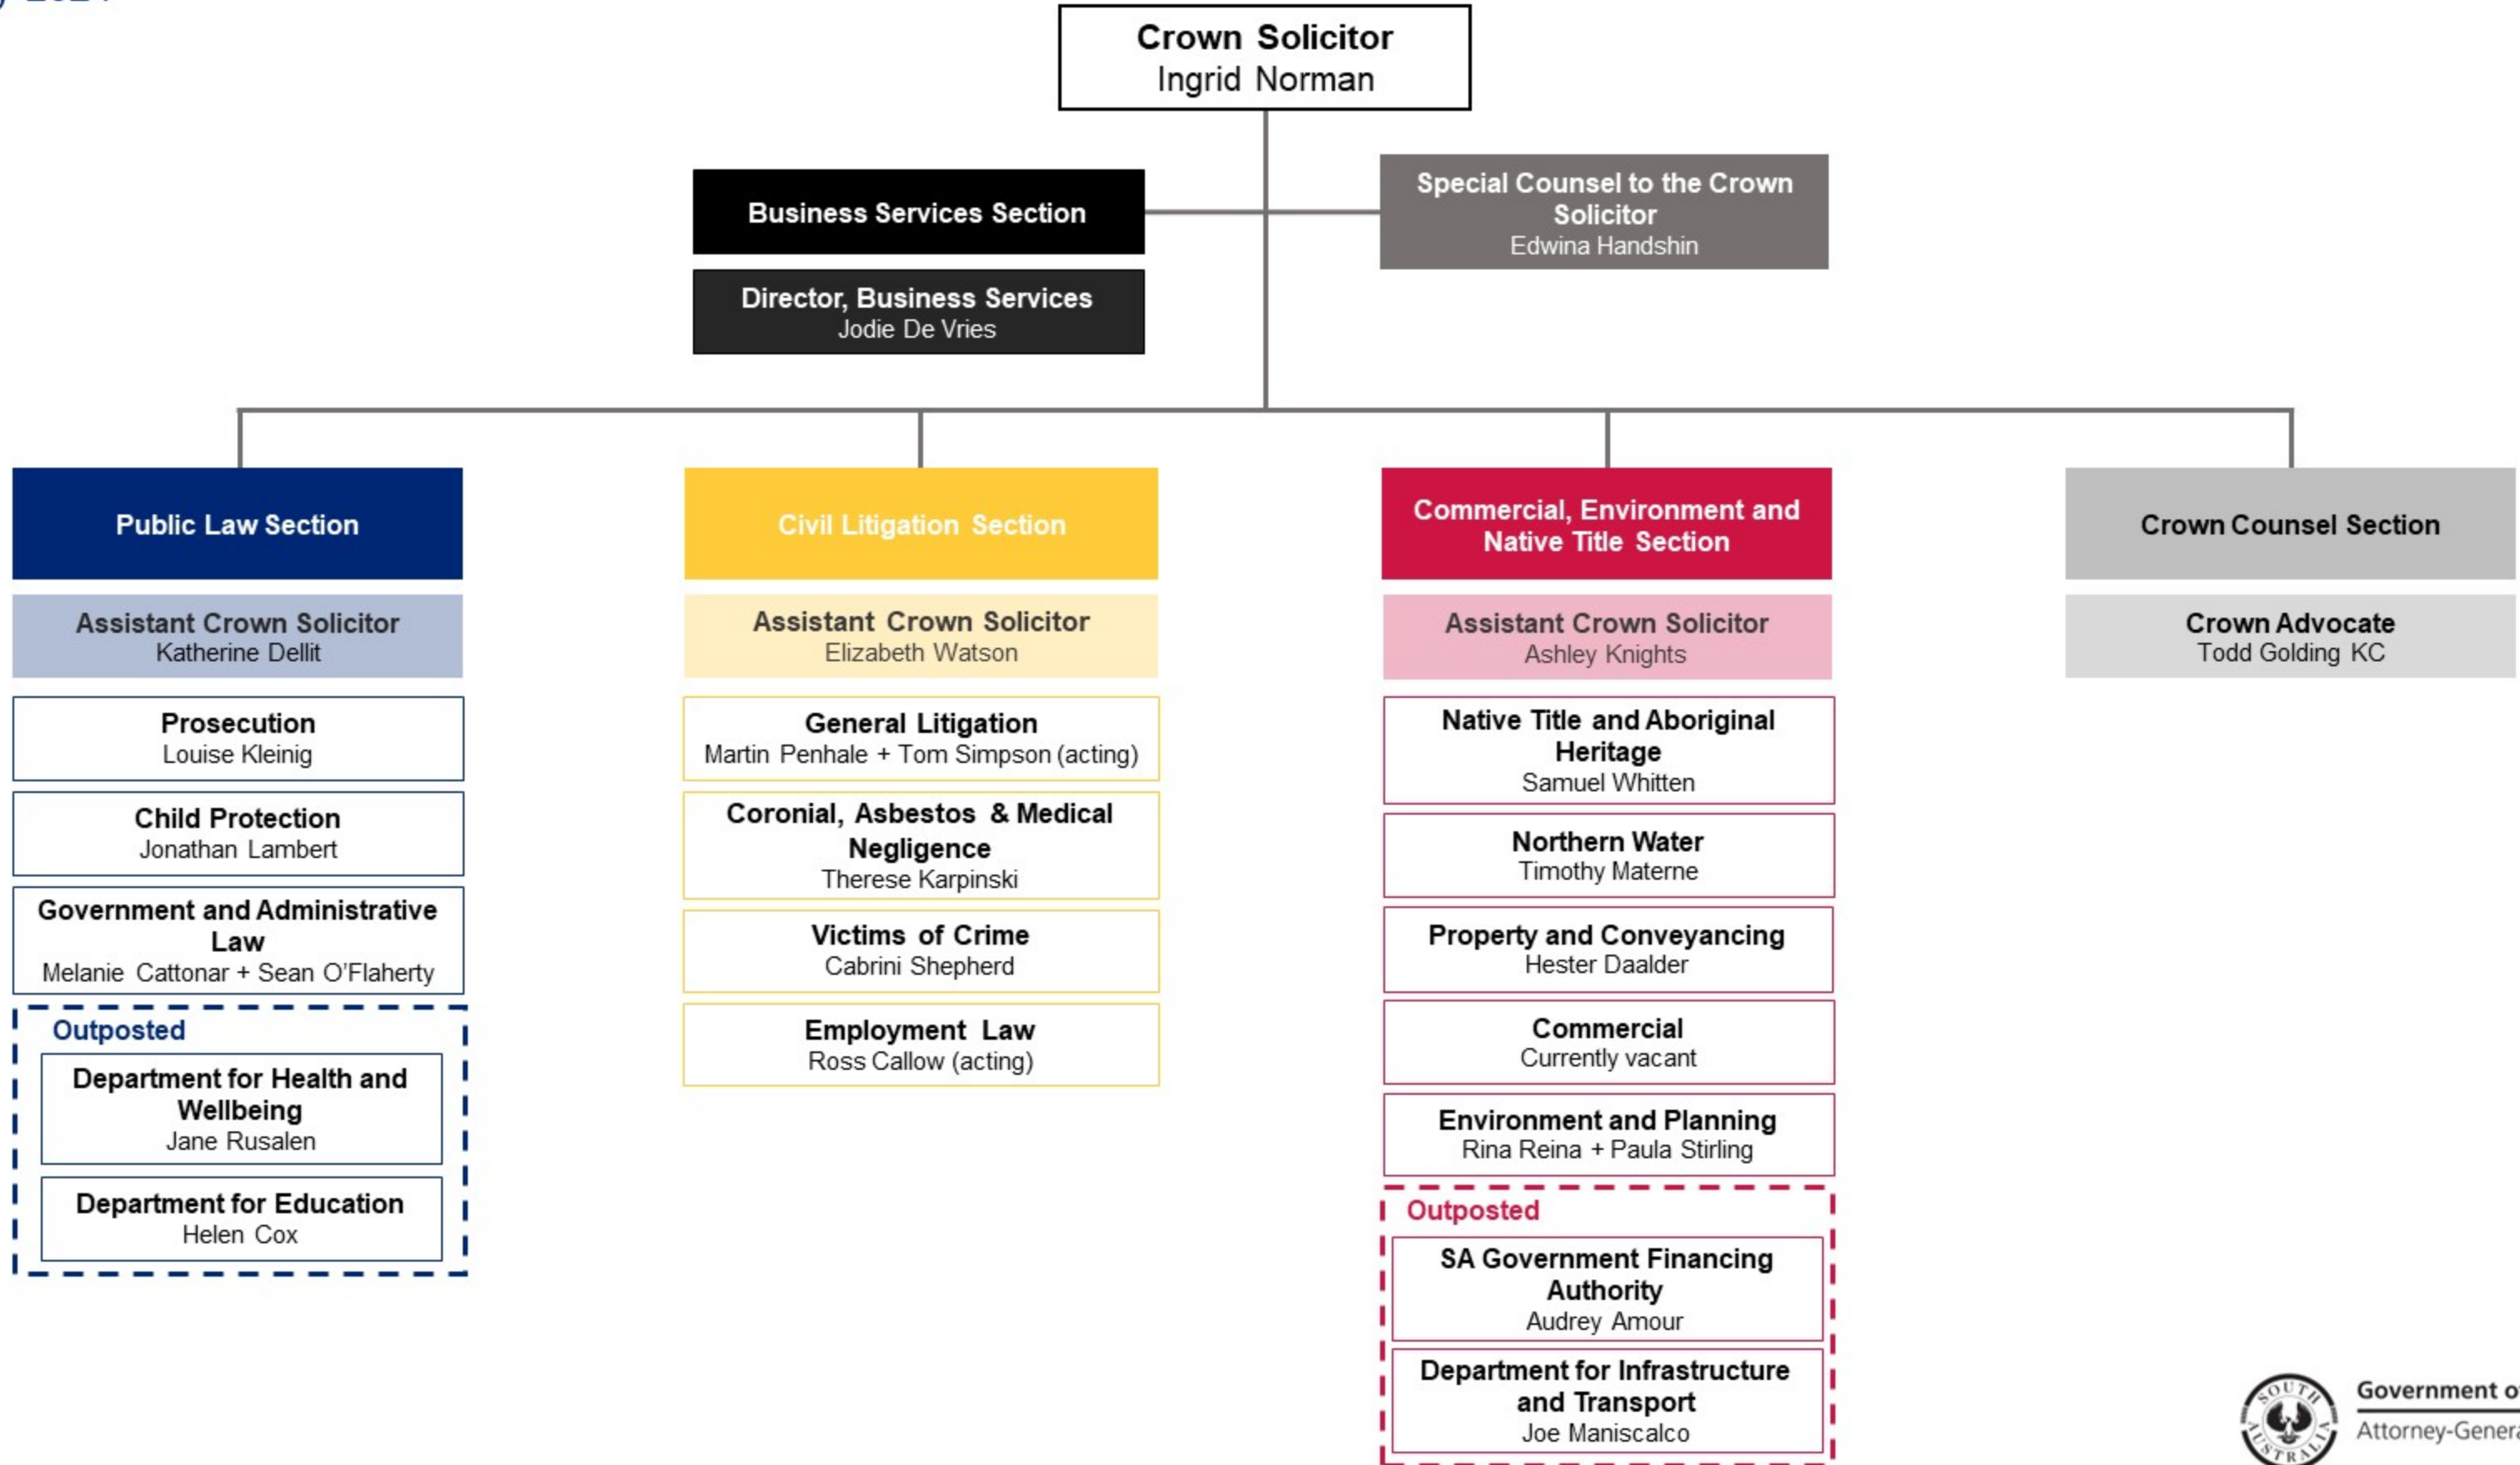 2024
Crown Solicitor
Ingrid Norman
Business Services Section
Special Counsel to the Crown
Solicitor
Edwina Handshin
Director, Business Services
Jodie De Vries
Public Law Section
Assistant Crown Solicitor
Katherine Dellit
Prosecution
Louise Kleinig
Child Protection
Jonathan Lambert
Government and Administrative
Law
Melanie Cattonar + Sean O'Flaherty
Outposted
Department for Health and
Wellbeing
Jane Rusalen
Department for Education
Helen Cox
Civil Litigation Section
Assistant Crown Solicitor
Elizabeth Watson
General Litigation
Martin Penhale + Tom Simpson (acting)
Coronial, Asbestos & Medical
Negligence
Therese Karpinski
Victims of Crime
Cabrini Shepherd
Employment Law
Ross Callow (acting)
Commercial, Environment and
Native Title Section
Assistant Crown Solicitor
Ashley Knights
Native Title and Aboriginal
Heritage
Samuel Whitten
Northern Water
Timothy Materne
Property and Conveyancing
Hester Daalder
Commercial
Currently vacant
Environment and Planning
Rina Reina + Paula Stirling
Outposted
SA Government Financing
Authority
Audrey Amour
Department for Infrastructure
and Transport
Joe Maniscalco
Crown Counsel Section
Crown Advocate
Todd Golding KC
SOUTH AUSTRALIA
Government
Attorney-Genera